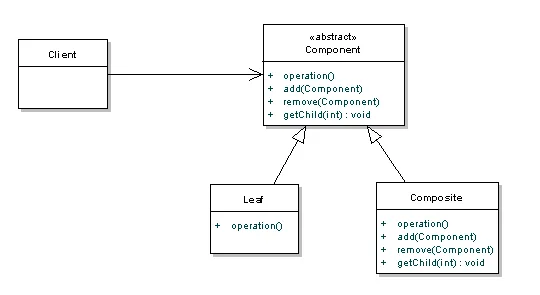 Client
«abstract»
Component
+ operation()
+ add(Component)
+ remove(Component)
+ getChild(int) : void
Leaf
+ operation()
Composite
+ operation()
+ add(Component)
+ remove(Component)
+ getChild(int) : void